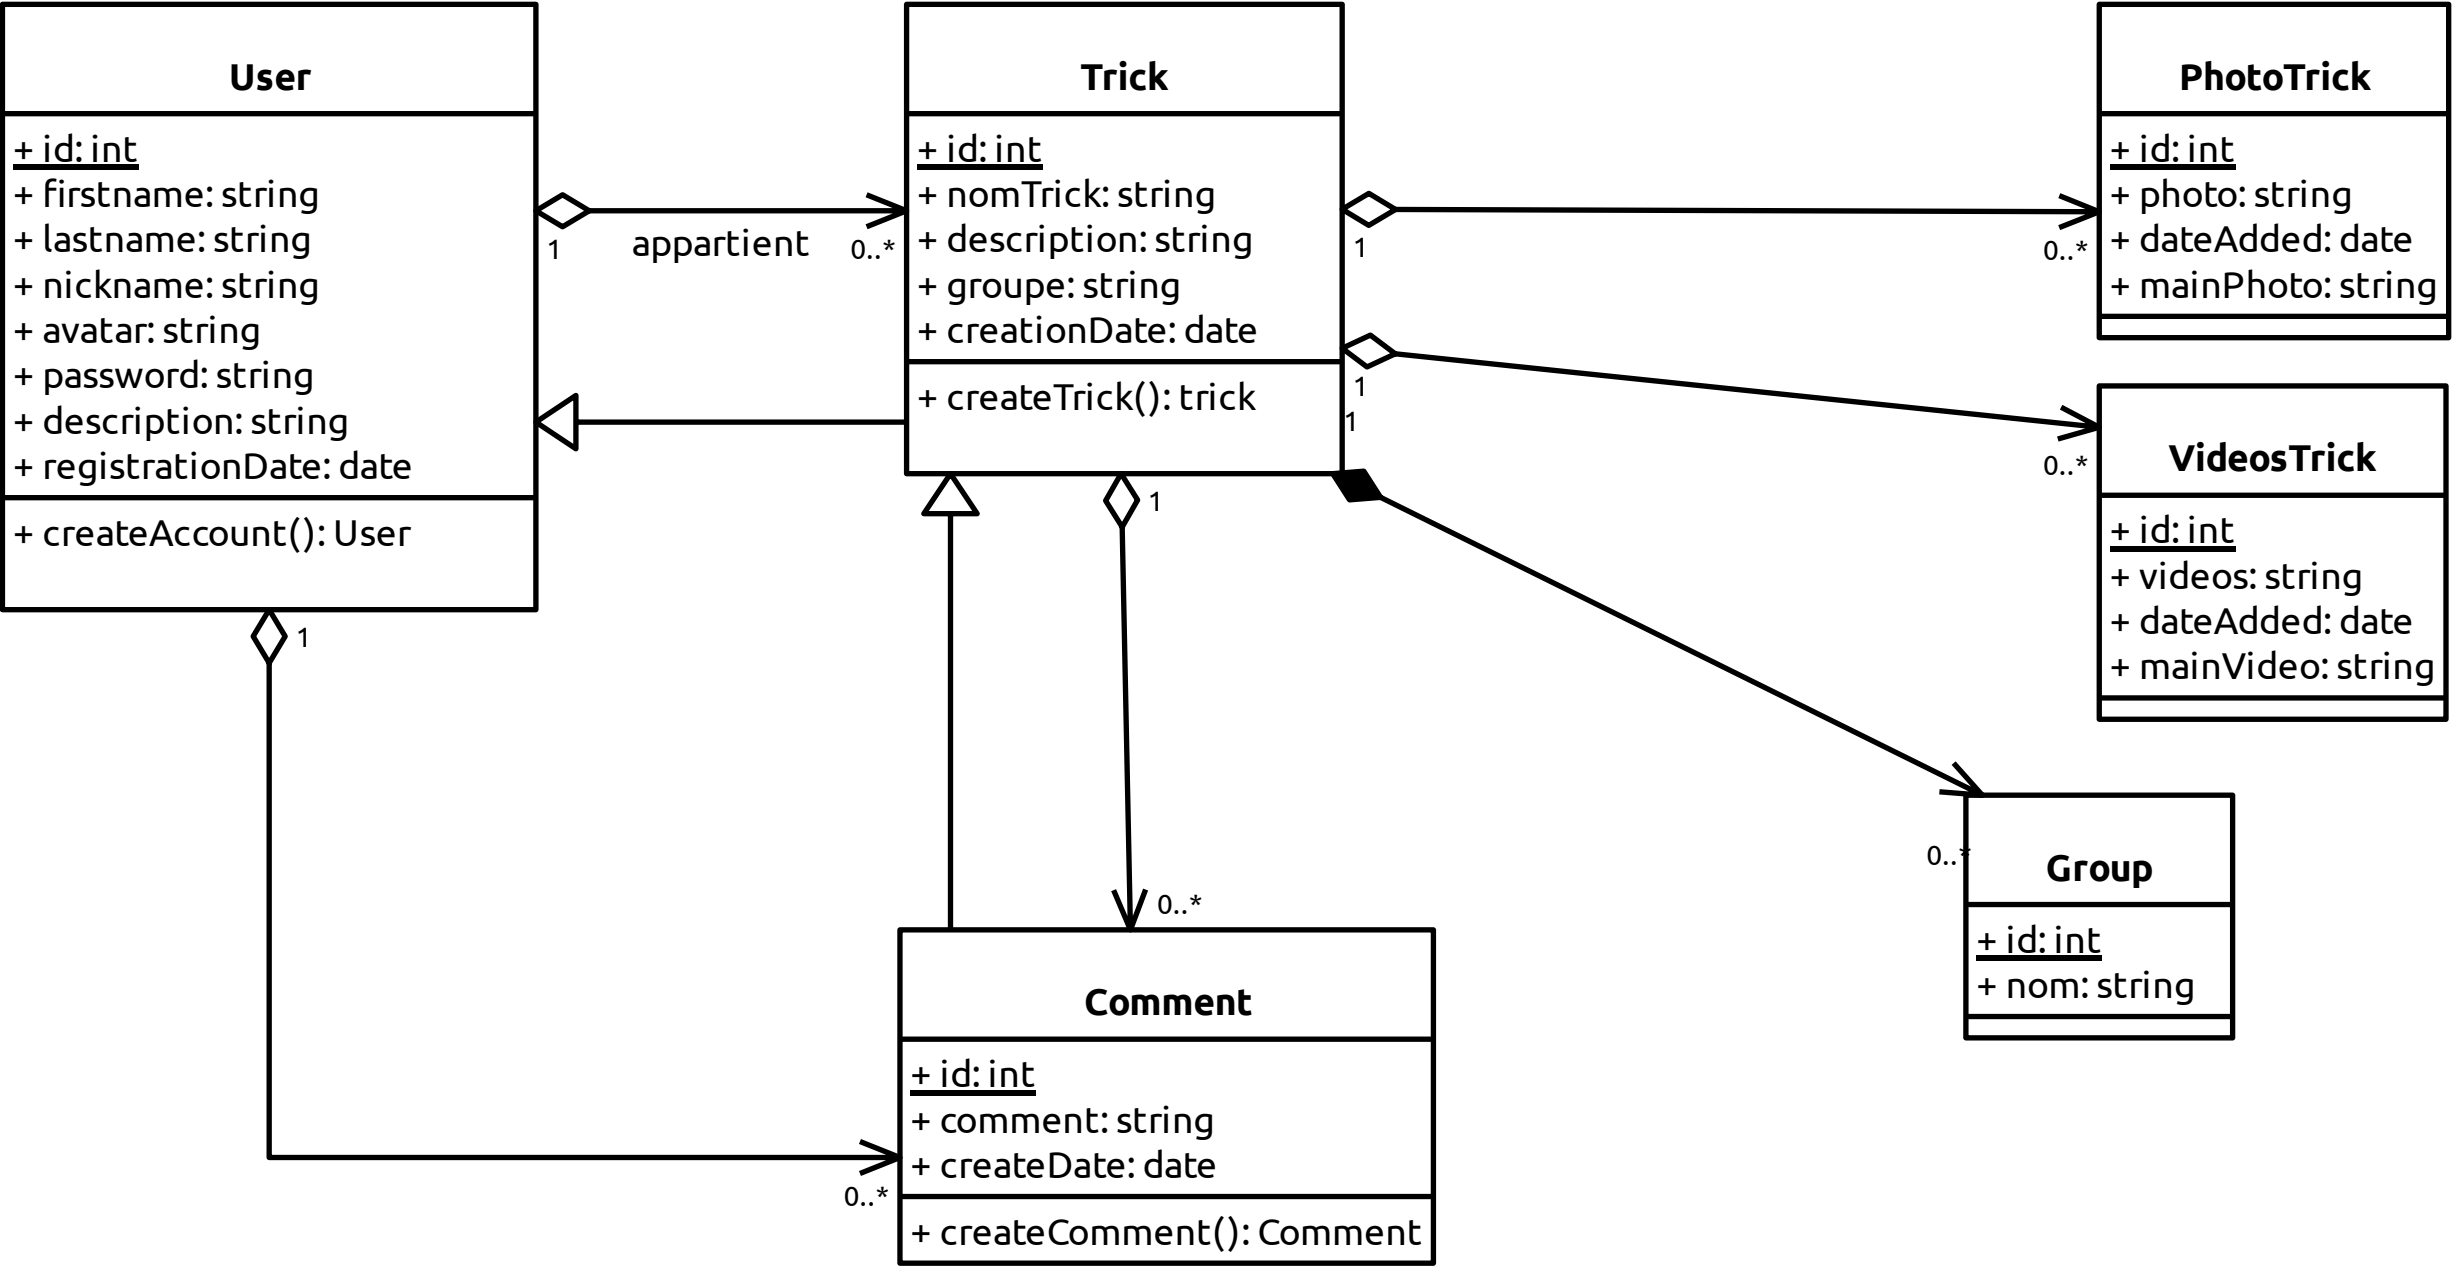 User
+ id: int
+ firstname: string
+ lastname: string
+ nickname: string
+ avatar: string
+ password: string
+ description: string
+ registrationDate: date
+ createAccount(): User
1
appartient
0..*
Trick
+ id: int
+ nomTrick: string
+ description: string
+ groupe: string
+ creationDate: date
+ createTrick(): trick
1
0..*
PhotoTrick
+ id: int
+ photo: string
+ dateAdded: date
+ mainPhoto: string
1
0..*
VideosTrick
+ id: int
+ videos: string
+ dateAdded: date
+ mainVideo: string
1
0..*
Group
+ id: int
+ nom: string
1
0..*
1
0..*
Comment
+ id: int
+ comment: string
+ createDate: date
+ createComment(): Comment